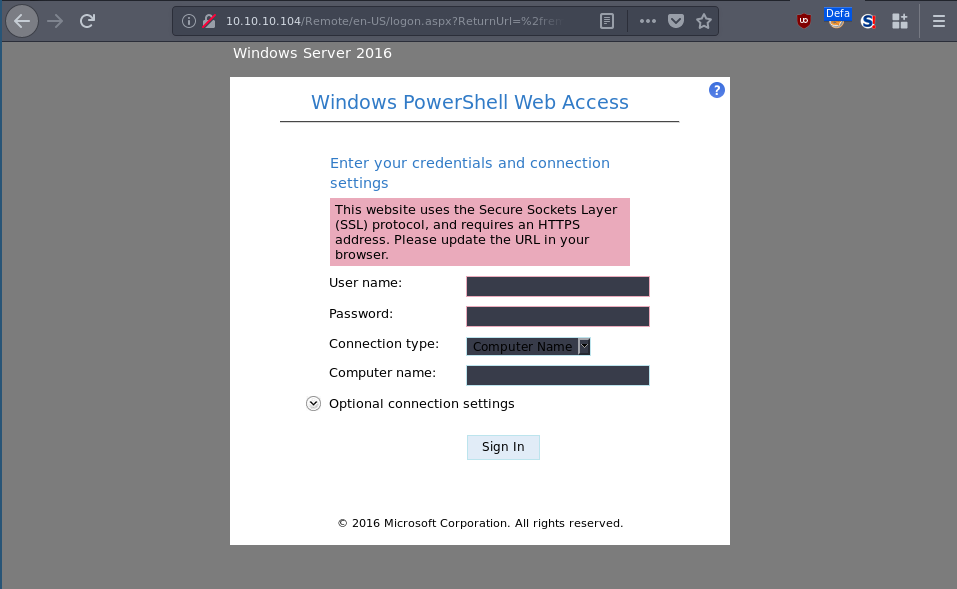 10.10.10.104/Remote/en-US/logon.aspx?ReturnUrl=%2fren
Defa
Windows Server 2016
Windows PowerShell Web Access
?
Enter your credentials and connection
settings
This website uses the Secure Sockets Layer
(SSL) protocol, and requires an HTTPS
address. Please update the URL in your
browser.
User name:
Password:
Connection type:
Computer Name
Computer name:
Optional connection settings
Sign In
© 2016 Microsoft Corporation. All rights reserved.